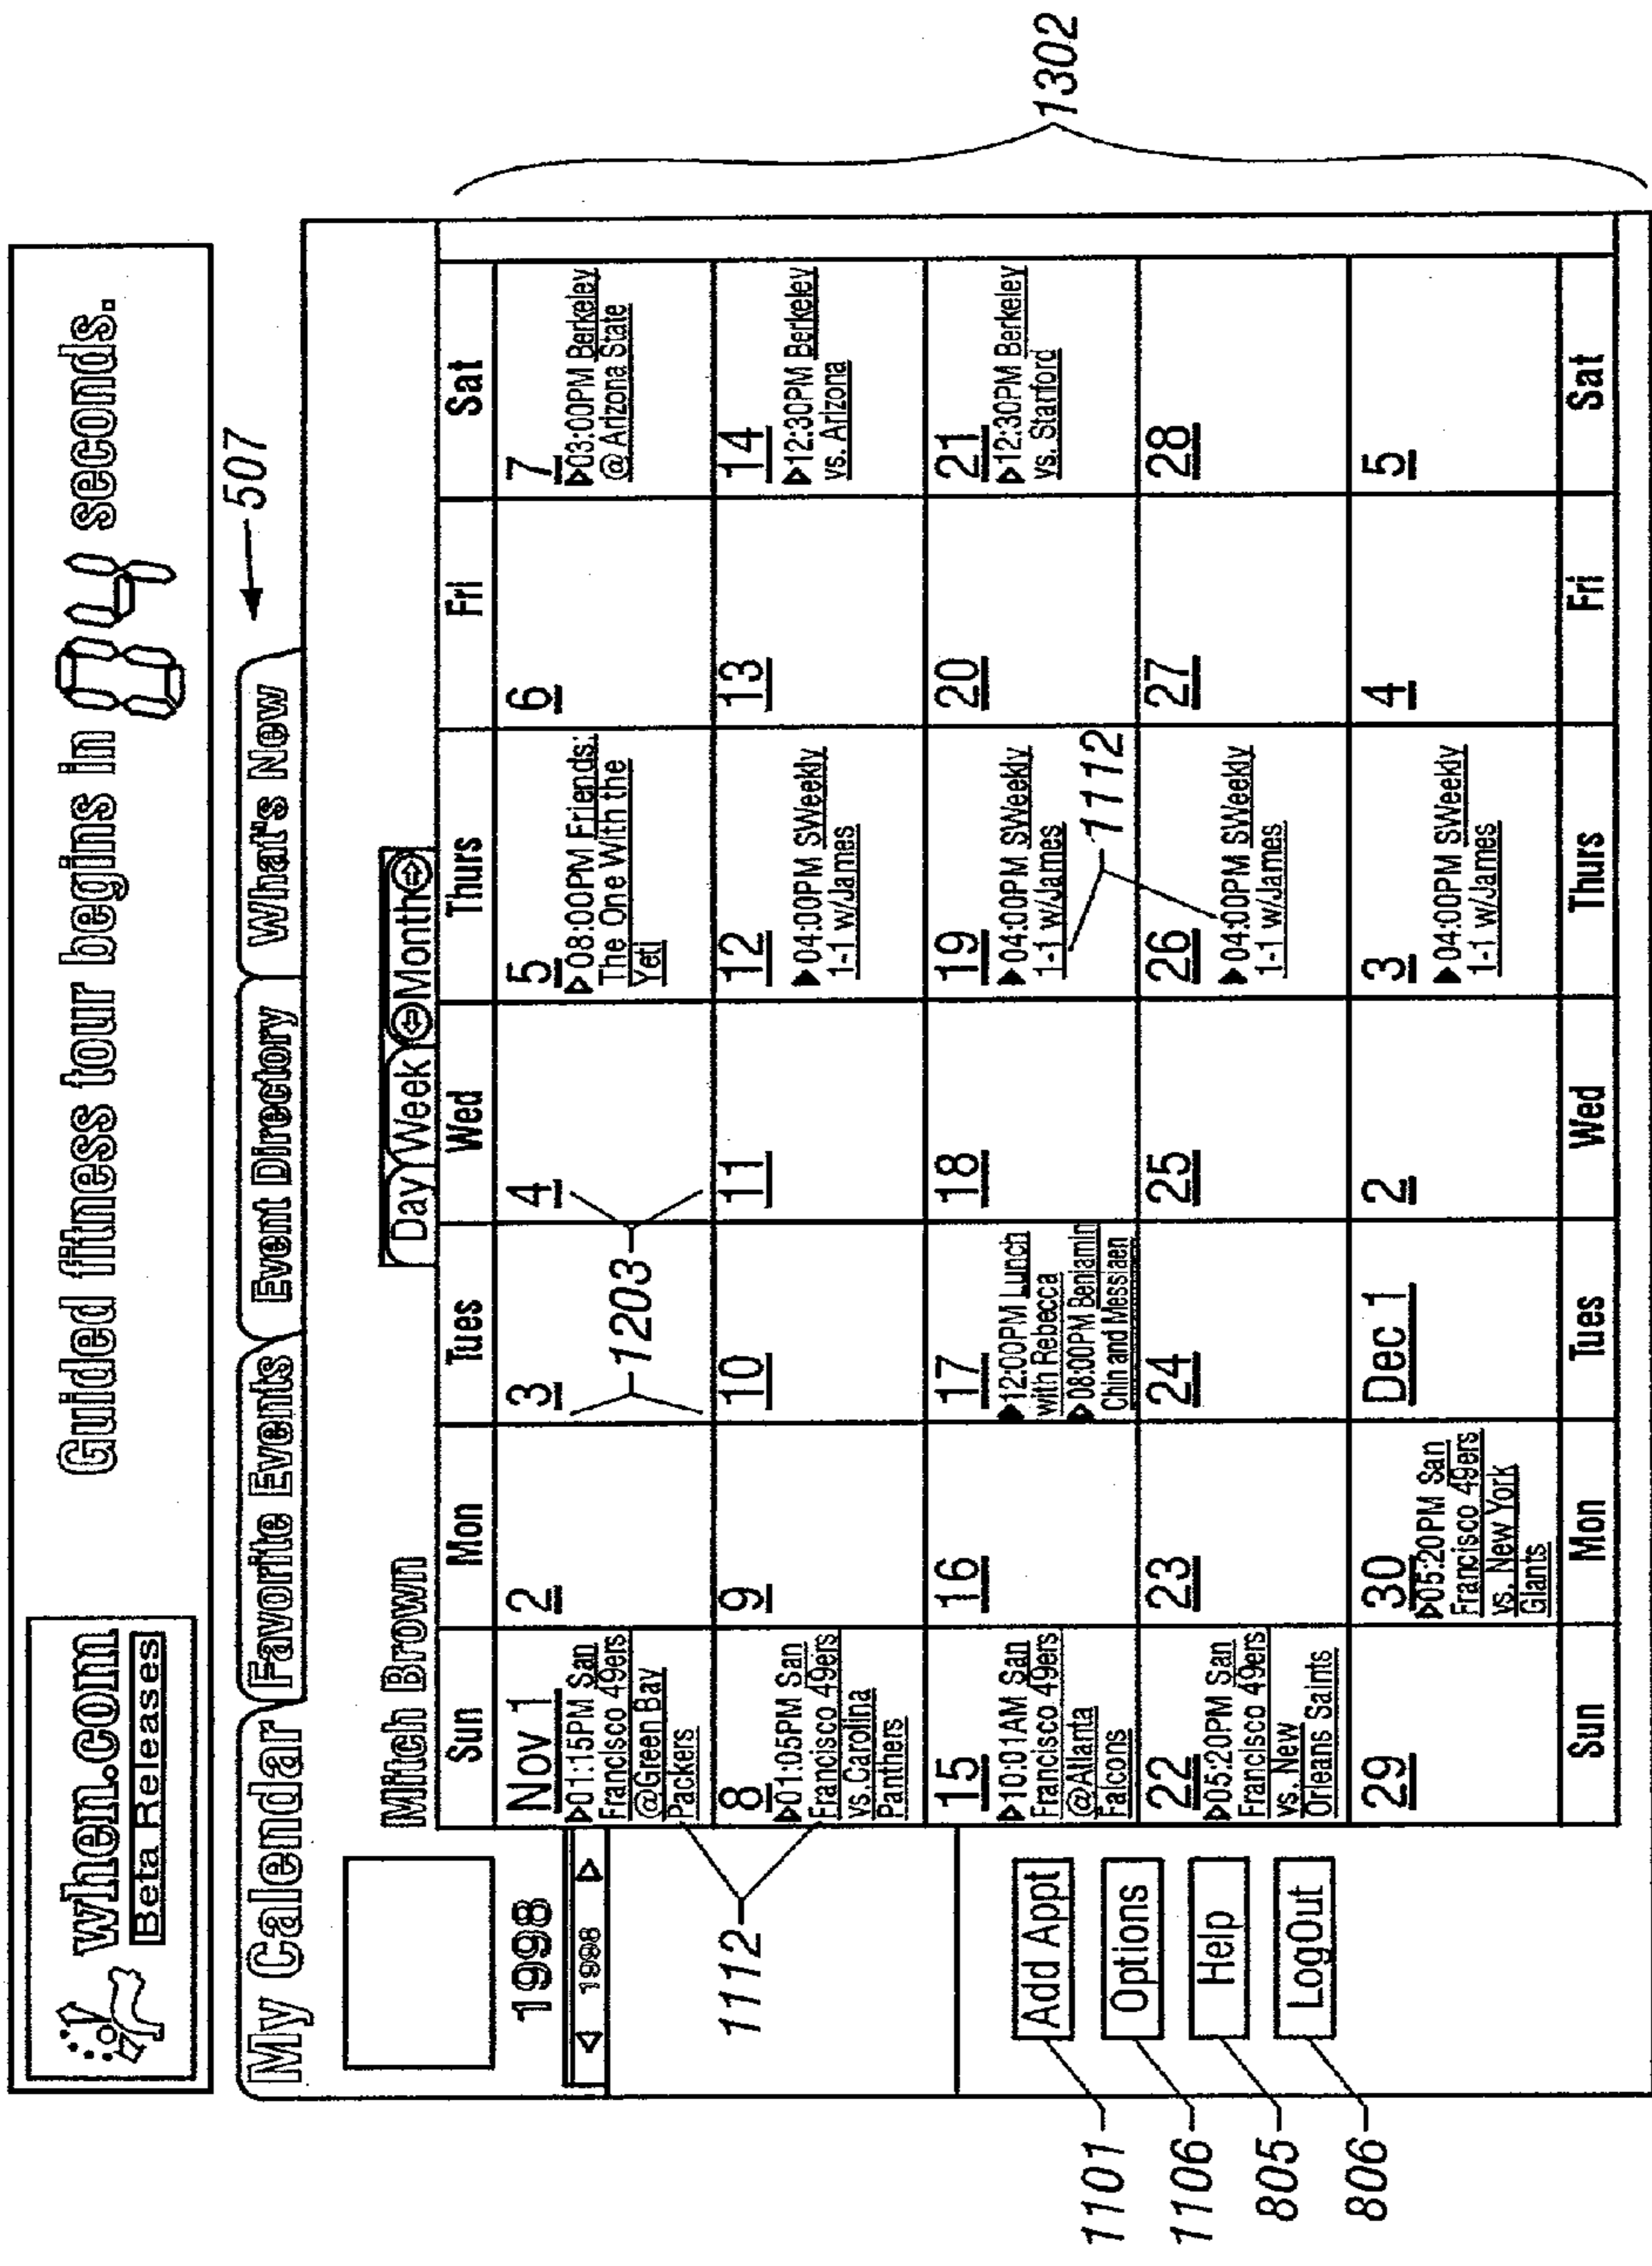 when.com
Beta Releases
Guided fitness tour begins in 04 seconds.
507
My Calendar
Favorite Events
Event Directory
What's New
Mitch Brown
Day
Week
Month
1998
1998
Sun
Mon
Tues
Wed
Thurs
Fri
Sat
Nov 1
01:15PM San
Francisco 49ers
@Green Bay
Packers
2
3
4
5
08:00PM Friends:
The One With the
Yeti
6
7
03:00PM Berkeley
@ Arizona State
1203
8
01:05PM San
Francisco 49ers
vs. Carolina
Panthers
9
10
11
12
04:00PM SWeekly
1-1 w/James
13
14
12:30PM Berkeley
vs. Arizona
1112
15
10:01AM San
Francisco 49ers
@Atlanta
Falcons
16
17
12:00PM Lunch
with Rebecca
08:00PM Benjamin
Chin and Messiaen
18
19
04:00PM SWeekly
1-1 w/James
1112
20
21
12:30PM Berkeley
vs. Stanford
22
05:20PM San
Francisco 49ers
vs. New
Orleans Saints
23
24
25
26
04:00PM SWeekly
1-1 w/James
27
28
29
30
05:20PM San
Francisco 49ers
vs. New York
Giants
Dec 1
2
3
04:00PM SWeekly
1-1 w/James
4
5
Sun
Mon
Tues
Wed
Thurs
Fri
Sat
1302
1101
Add Appt
1106
Options
805
Help
806
LogOut